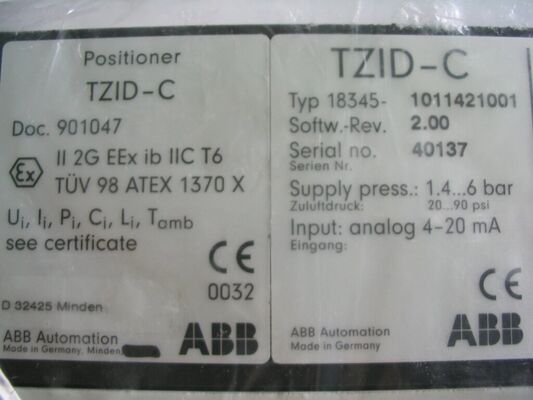 Positioner
TZID-C
Doc. 901047
Ex II 2G EEx ib IIC T6
TÜV 98 ATEX 1370 X
Ui, Ii, Pi, Ci, Li, Tamb
see certificate
CE
0032
D 32425 Minden
ABB Automation
Made in Germany, Minden
ABB
TZID-C
Typ 18345- 1011421001
Softw.-Rev. 2.00
Serial no. 40137
Serien Nr.
Supply press.: 1.4...6 bar
Zuluftdruck: 20...90 psi
Input: analog 4-20 mA
Eingang:
CE
ABB Automation
Made in Germany
ABB